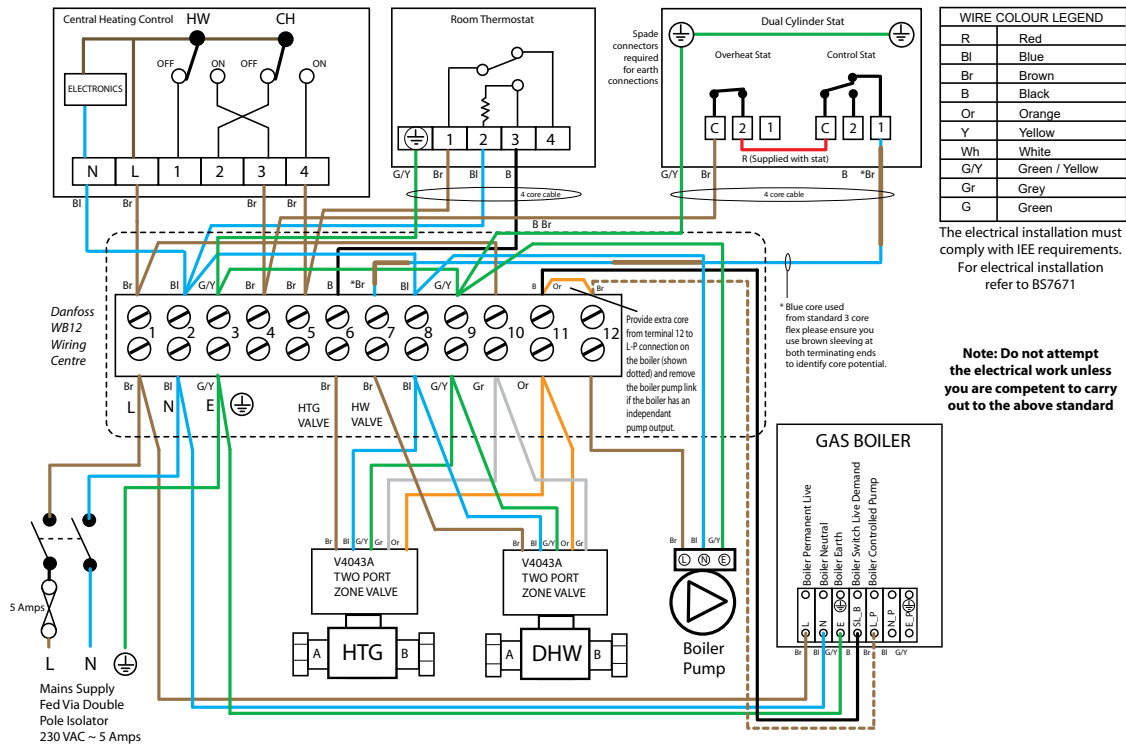 Central Heating Control
HW
CH
OFF
ON
OFF
ON
ELECTRONICS
N
L
1
2
3
4
Bl
Br
Br
Br
Room Thermostat
1
2
3
4
G/Y
Br
Bl
B
4 core cable
Spade
connectors
required
for earth
connections
Dual Cylinder Stat
Overheat Stat
Control Stat
C
2
1
C
2
1
R (Supplied with stat)
G/Y
Br
B
*Br
4 core cable
WIRE COLOUR LEGEND
R Red
Bl Blue
Br Brown
B Black
Or Orange
Y Yellow
Wh White
G/Y Green / Yellow
Gr Grey
G Green
The electrical installation must
comply with IEE requirements.
For electrical installation
refer to BS7671
Note: Do not attempt
the electrical work unless
you are competent to carry
out to the above standard
B Br
Br
Bl
G/Y
Br
Br
B
*Br
Bl
G/Y
B
Or
Br
Danfoss
WB12
Wiring
Centre
1
2
3
4
5
6
7
8
9
10
11
12
Provide extra core
from terminal 12 to
L-P connection on
the boiler (shown
dotted) and remove
the boiler pump link
if the boiler has an
independant
pump output.
* Blue core used
from standard 3 core
flex please ensure you
use brown sleeving at
both terminating ends
to identify core potential.
Br
Bl
G/Y
Br
Br
Bl
G/Y
Gr
Or
L
N
E
HTG
VALVE
HW
VALVE
5 Amps
L
N
Mains Supply
Fed Via Double
Pole Isolator
230 VAC ~ 5 Amps
Br
Bl
G/Y
Gr
Or
V4043A
TWO PORT
ZONE VALVE
A
HTG
B
Br
Bl
G/Y
Or
Gr
V4043A
TWO PORT
ZONE VALVE
A
DHW
B
Br
Bl
G/Y
L
N
E
Boiler
Pump
GAS BOILER
Boiler Permanent Live
Boiler Neutral
Boiler Earth
Boiler Switch Live Demand
Boiler Controlled Pump
L
N
E
SL_B
L_P
N_P
E_P
Br
Bl
G/Y
B
Br
Bl
G/Y